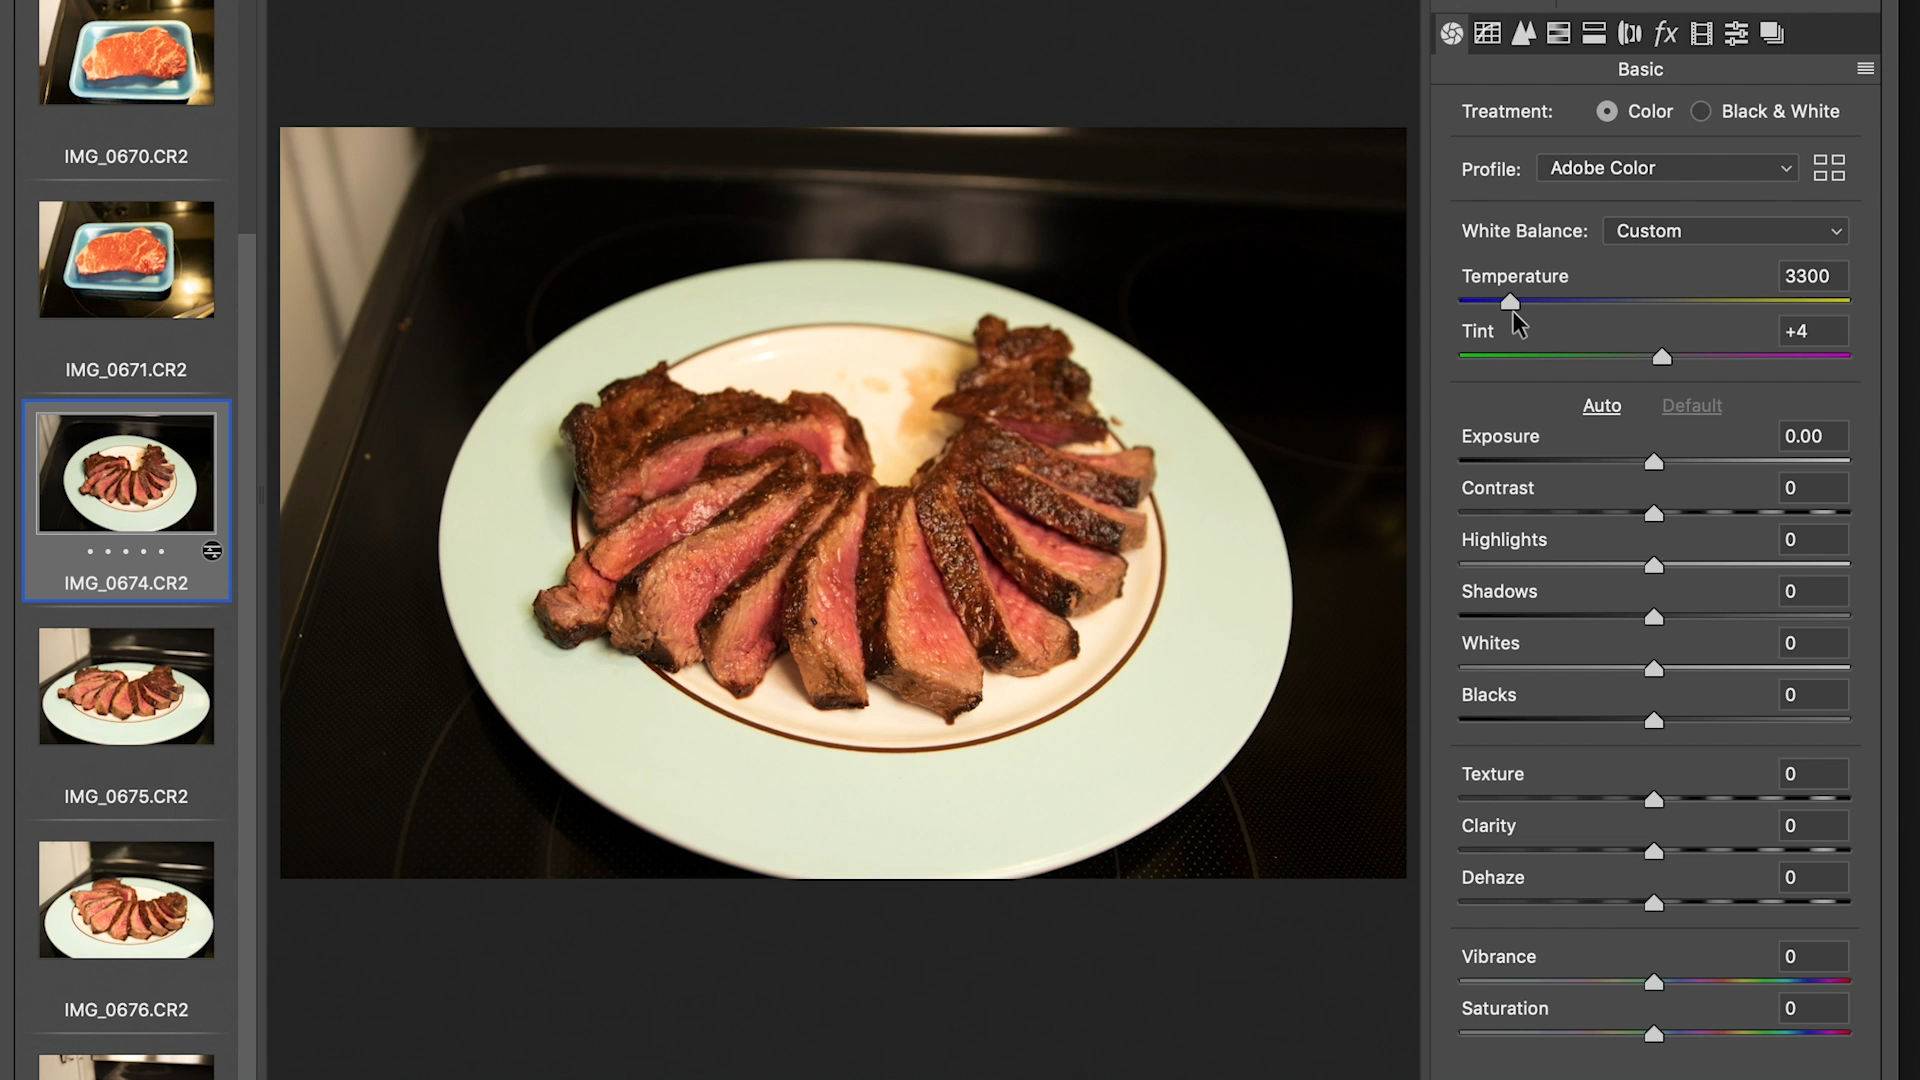 IMG_0670.CR2
IMG_0671.CR2
IMG_0674.CR2
IMG_0675.CR2
IMG_0676.CR2
fx
Basic
Treatment: Color Black & White
Profile: Adobe Color
White Balance: Custom
Temperature 3300
Tint +4
Auto Default
Exposure 0.00
Contrast 0
Highlights 0
Shadows 0
Whites 0
Blacks 0
Texture 0
Clarity 0
Dehaze 0
Vibrance 0
Saturation 0